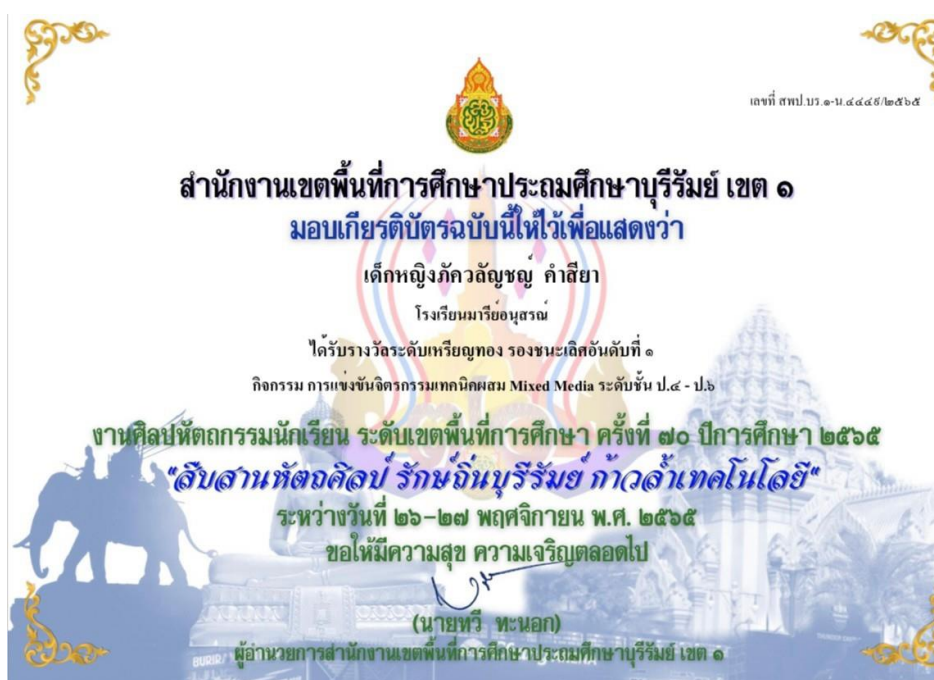 เลขที่ สพป.บร.๑-น.๔๔๔๙/๒๕๖๕
สำนักงานเขตพื้นที่การศึกษาประถมศึกษาบุรีรัมย์ เขต ๑
มอบเกียรติบัตรฉบับนี้ให้ไว้เพื่อแสดงว่า
เด็กหญิงภัควลัญชญ์ คำสียา
โรงเรียนมารีย์อนุสรณ์
ได้รับรางวัลระดับเหรียญทอง รองชนะเลิศอันดับที่ ๑
กิจกรรม การแข่งขันจิตรกรรมเทคนิคผสม Mixed Media ระดับชั้น ป.๔ - ป.๖
งานศิลปหัตถกรรมนักเรียน ระดับเขตพื้นที่การศึกษา ครั้งที่ ๗๐ ปีการศึกษา ๒๕๖๕
"สืบสานหัตถศิลป์ รักษ์ถิ่นบุรีรัมย์ ก้าวล้ำเทคโนโลยี"
ระหว่างวันที่ ๒๖-๒๗ พฤศจิกายน พ.ศ. ๒๕๖๕
ขอให้มีความสุข ความเจริญตลอดไป
(นายทวี ทะนอก)
ผู้อำนวยการสำนักงานเขตพื้นที่การศึกษาประถมศึกษาบุรีรัมย์ เขต ๑